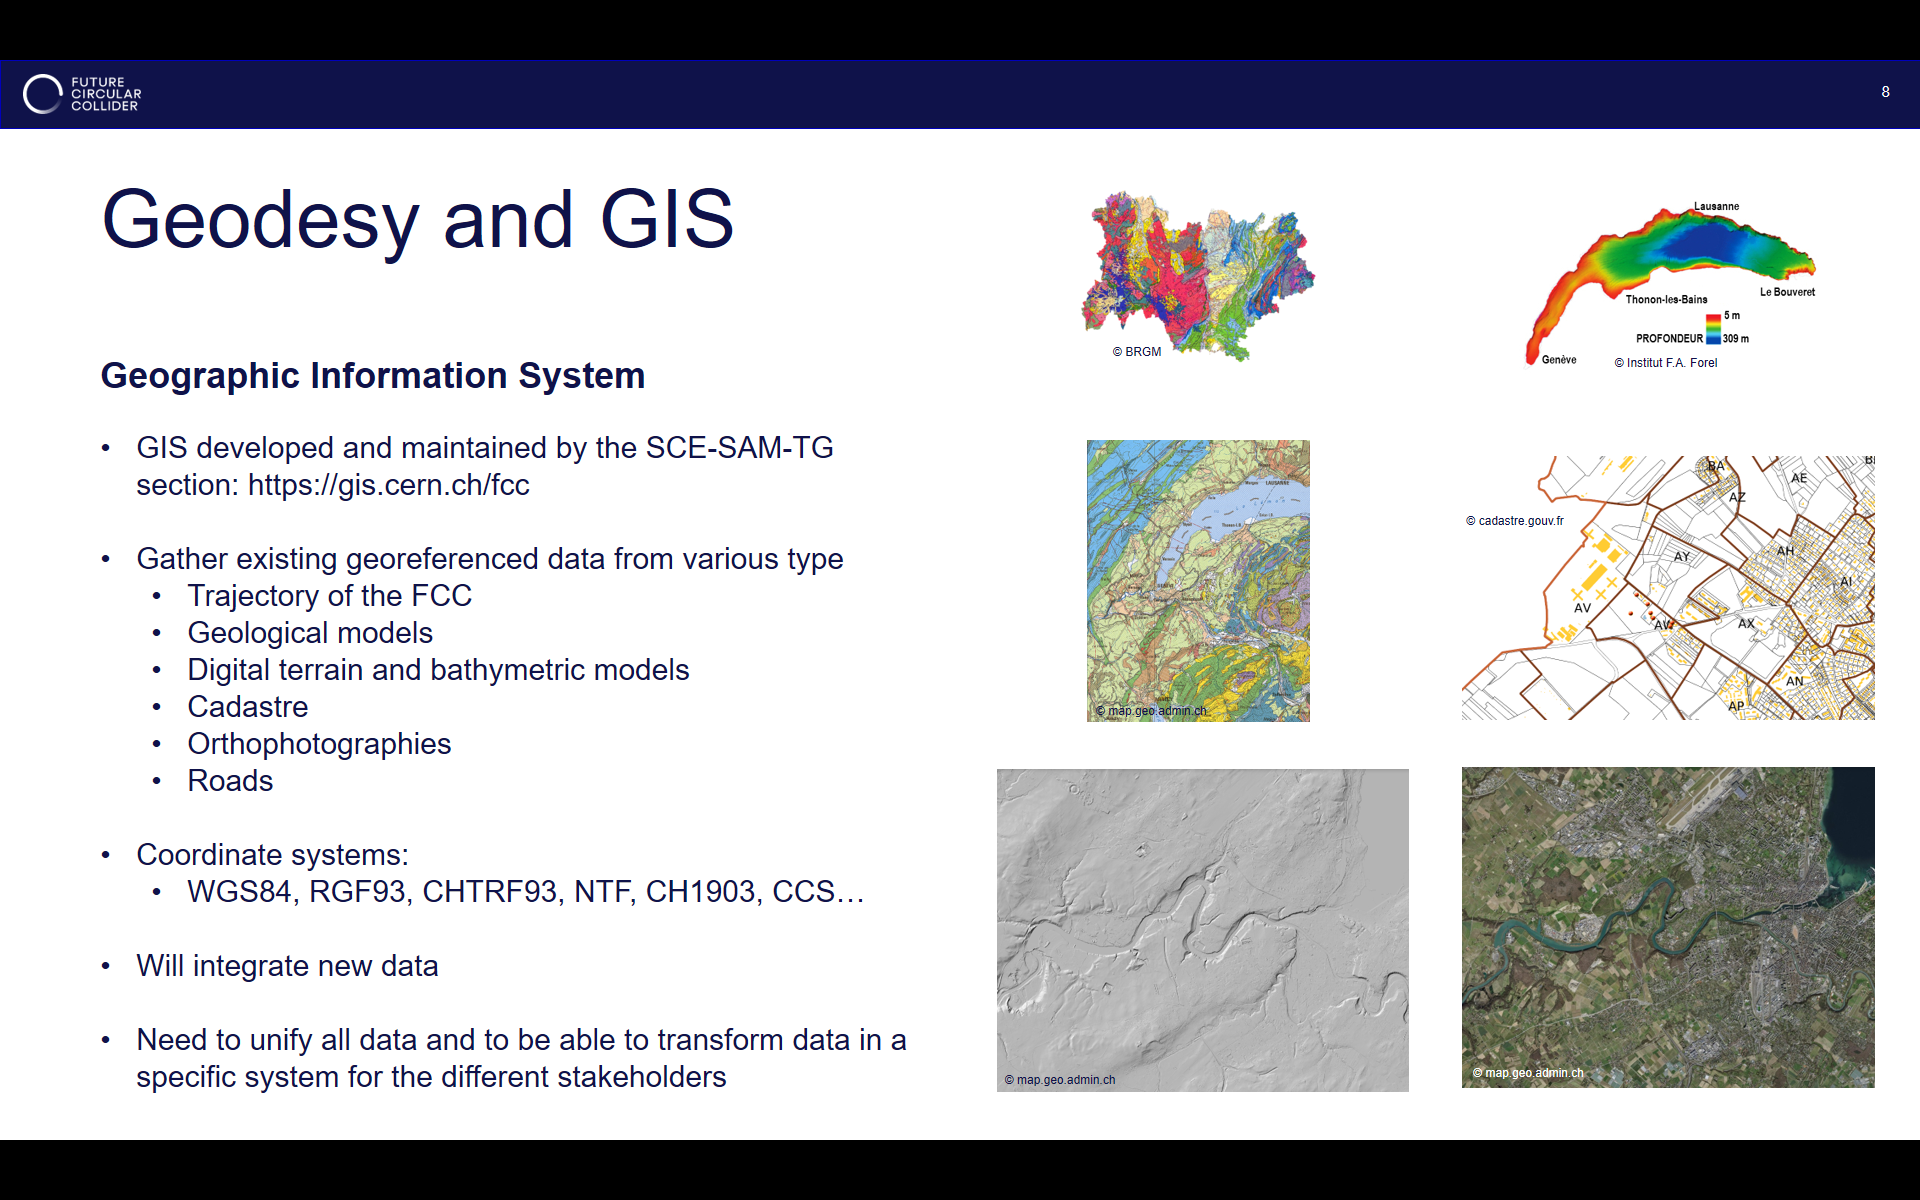 FUTURE
CIRCULAR
COLLIDER
8
Geodesy and GIS
Geographic Information System
• GIS developed and maintained by the SCE-SAM-TG
section: https://gis.cern.ch/fcc
• Gather existing georeferenced data from various type
• Trajectory of the FCC
• Geological models
• Digital terrain and bathymetric models
• Cadastre
• Orthophotographies
• Roads
• Coordinate systems:
• WGS84, RGF93, CHTRF93, NTF, CH1903, CCS…
• Will integrate new data
• Need to unify all data and to be able to transform data in a
specific system for the different stakeholders
© BRGM
Lausanne
Le Bouveret
Thonon-les-Bains
5 m
PROFONDEUR 309 m
Genève
© Institut F.A. Forel
LAUSANNE
© map.geo.admin.ch
© cadastre.gouv.fr
BA
AE
AZ
AY
AH
AI
AV
AX
AN
AP
© map.geo.admin.ch
© map.geo.admin.ch